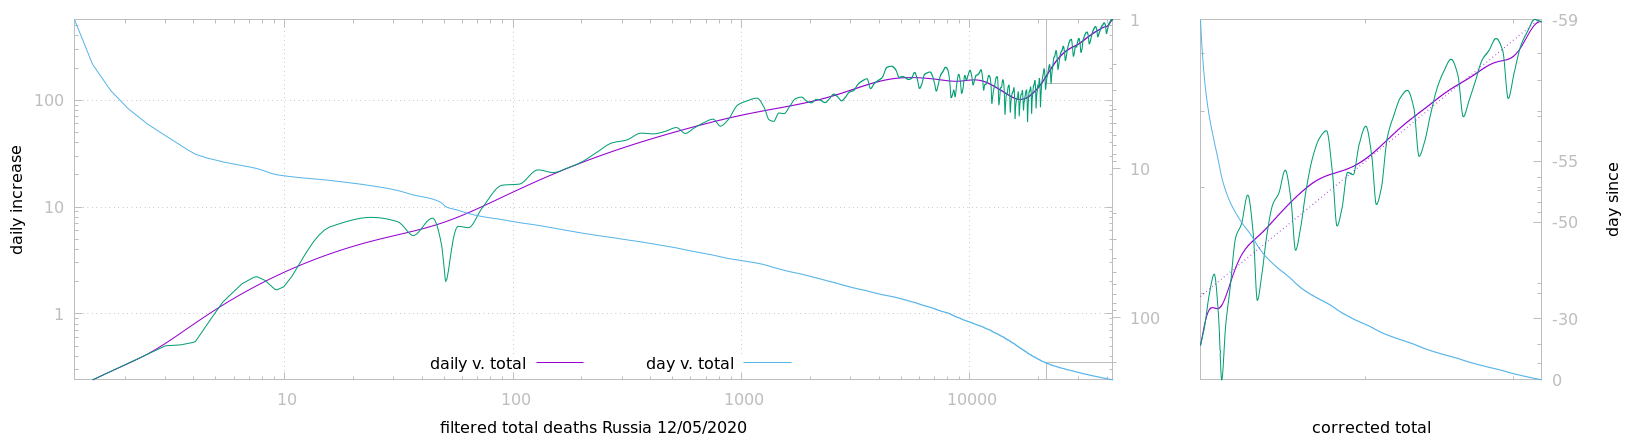 1
-59
100
-55
10
daily increase
10
-50
day since
1
100
-30
daily v. total
day v. total
0
10
100
1000
10000
filtered total deaths Russia 12/05/2020
corrected total